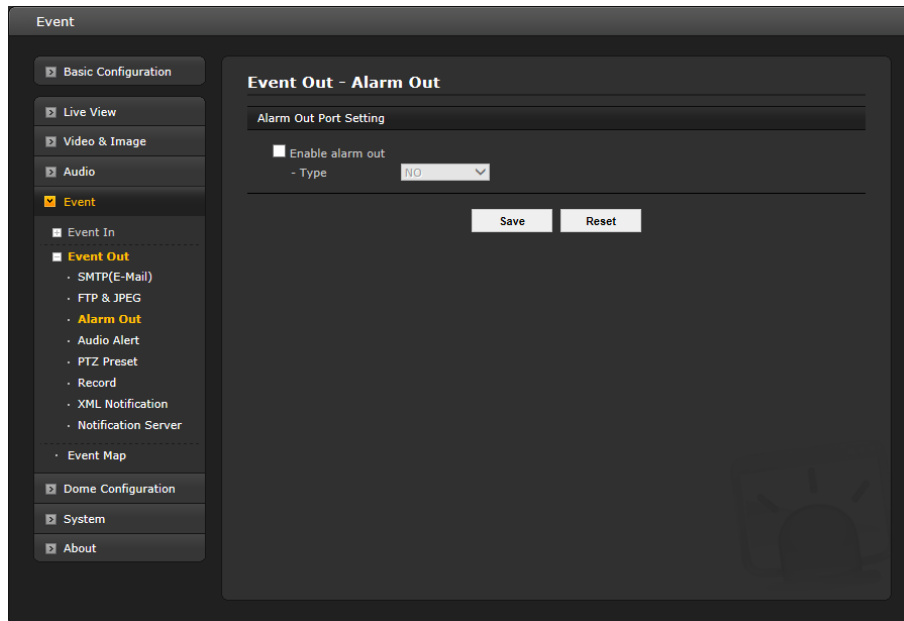 Event
Basic Configuration
Live View
Video & Image
Audio
Event
Event In
Event Out
· SMTP(E-Mail)
· FTP & JPEG
· Alarm Out
· Audio Alert
· PTZ Preset
· Record
· XML Notification
· Notification Server
· Event Map
Dome Configuration
System
About
Event Out - Alarm Out
Alarm Out Port Setting
Enable alarm out
- Type NO
Save Reset